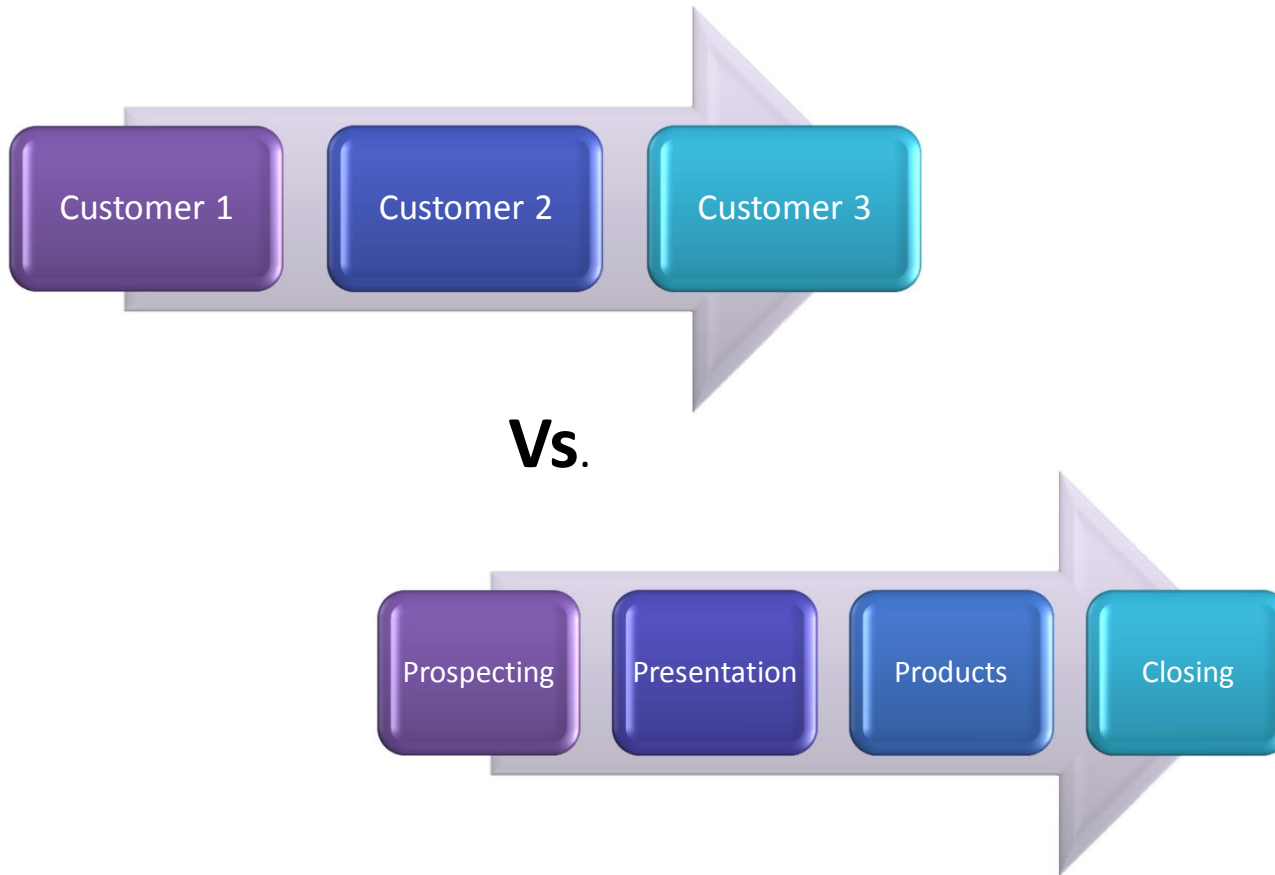 Customer 1
Customer 2
Customer 3
Vs.
Prospecting
Presentation
Products
Closing